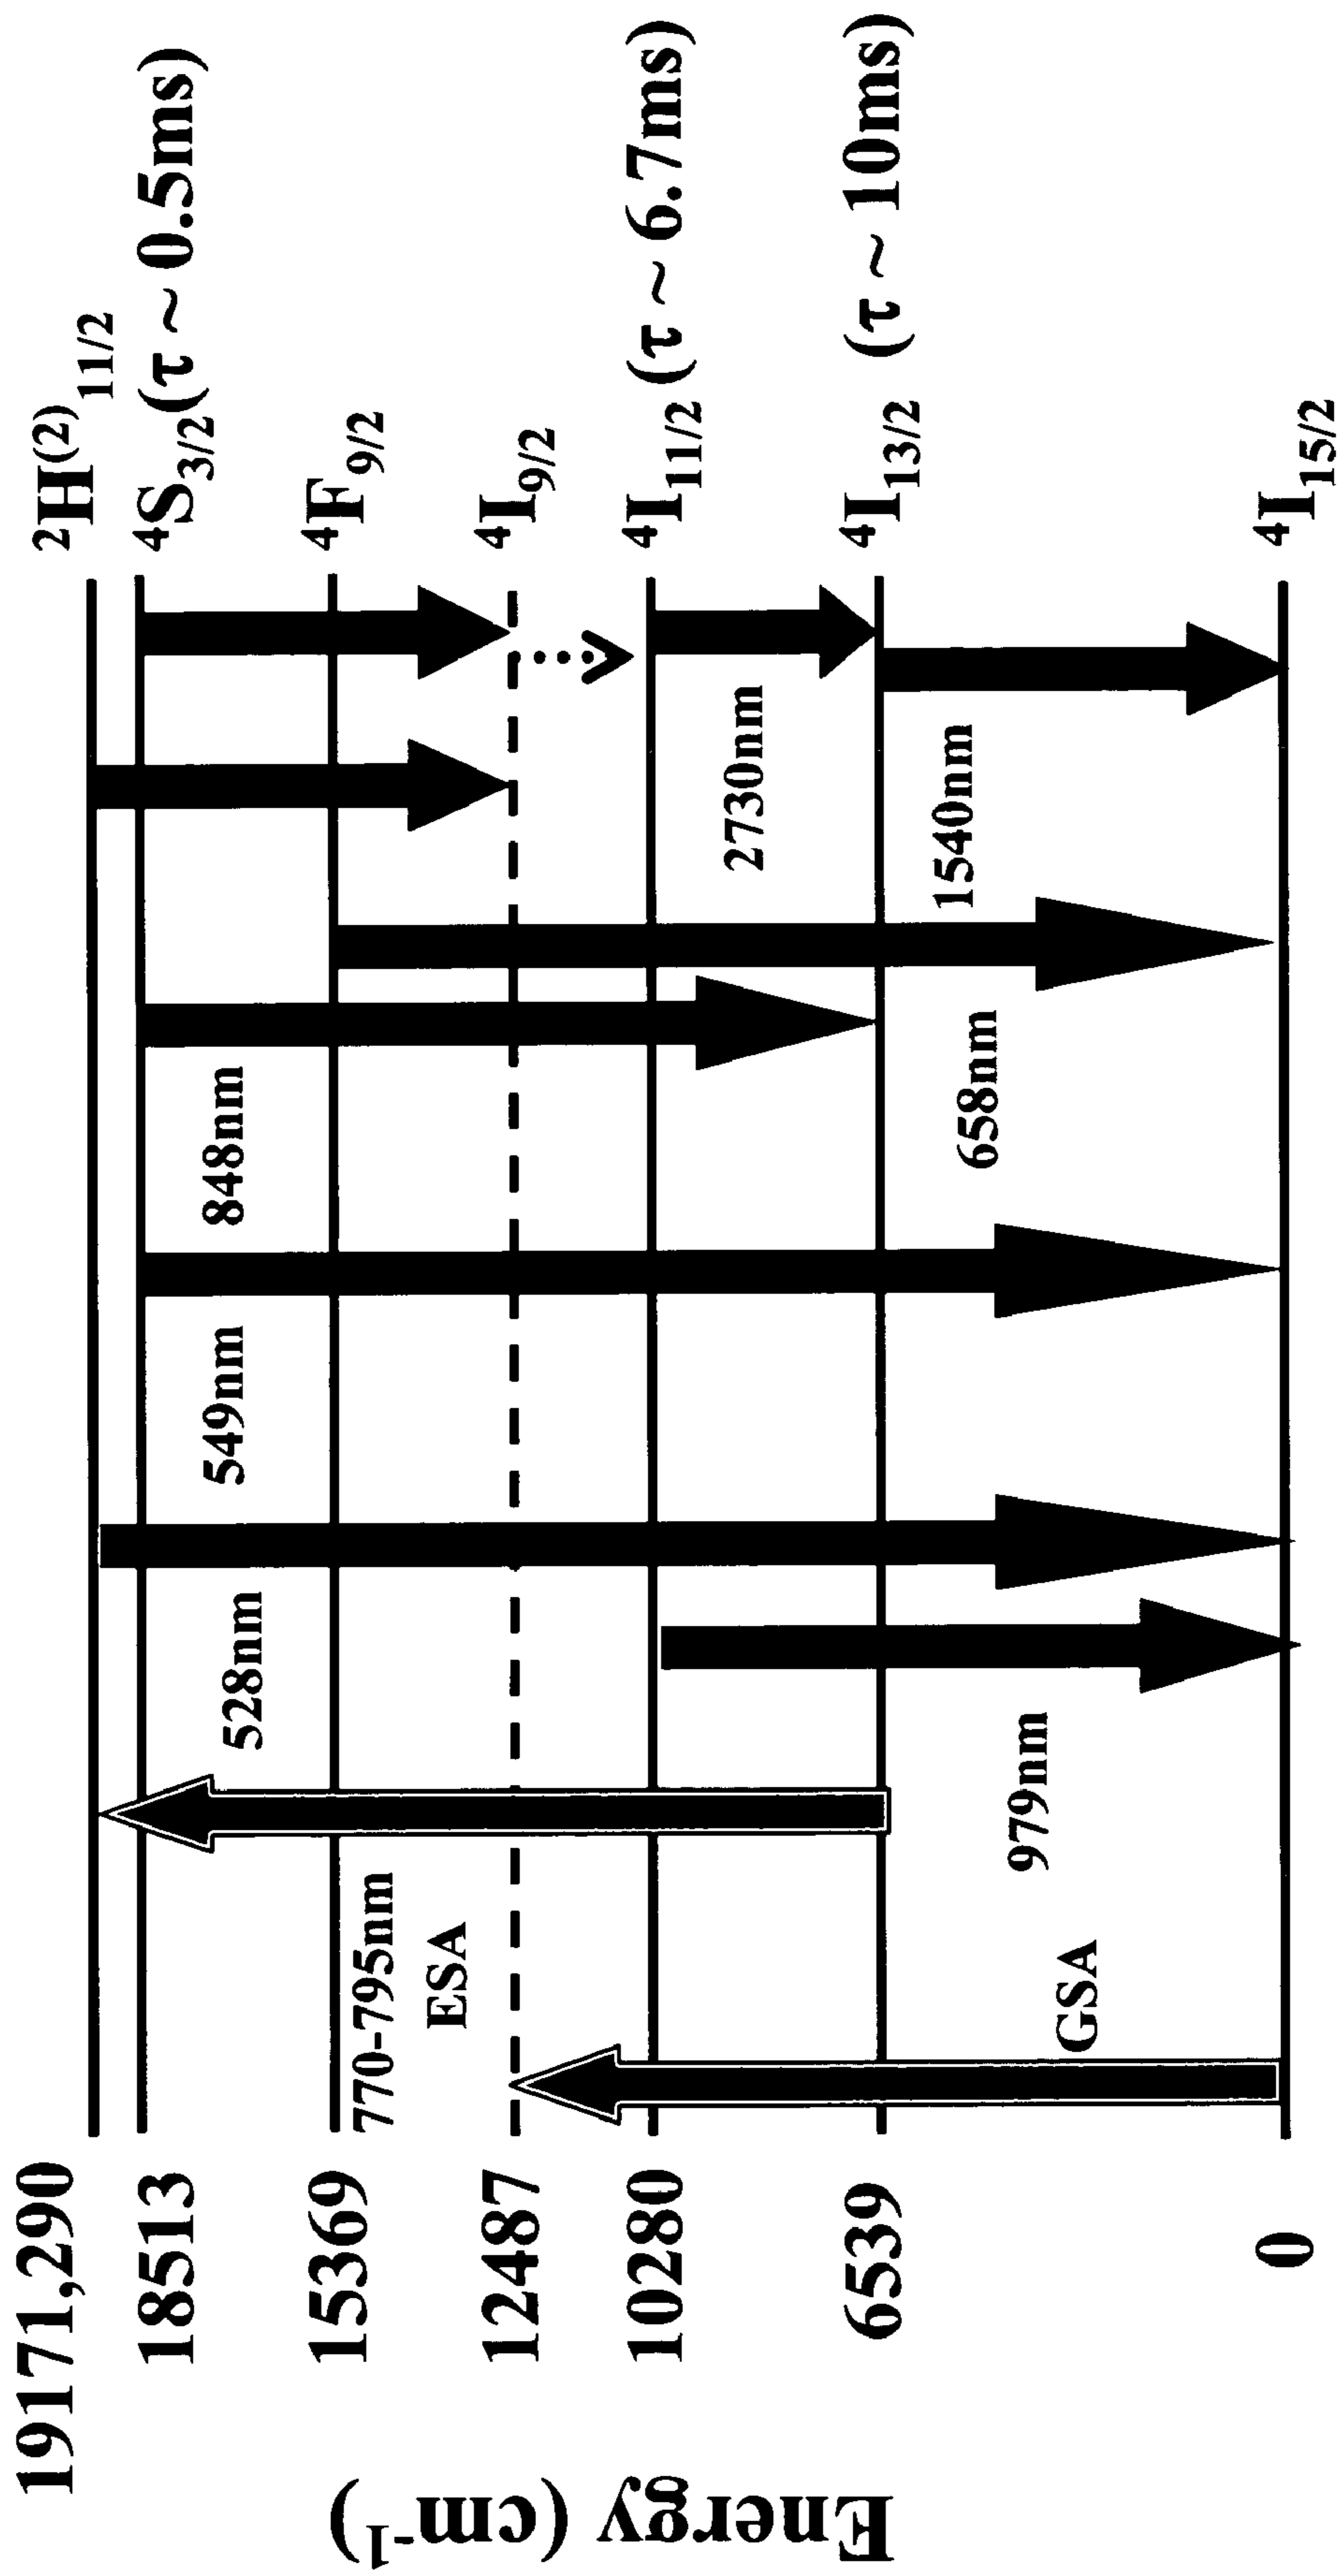 Energy (cm⁻¹)
19171,290
18513
15369
12487
10280
6539
0
²H⁽²⁾₁₁/₂
⁴S₃/₂(τ ~ 0.5ms)
⁴F₉/₂
⁴I₉/₂
⁴I₁₁/₂ (τ ~ 6.7ms)
⁴I₁₃/₂ (τ ~ 10ms)
⁴I₁₅/₂
770-795nm
ESA
GSA
528nm
979nm
549nm
848nm
658nm
2730nm
1540nm